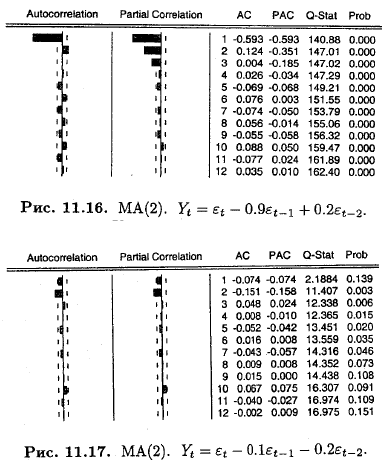 Autocorrelation Partial Correlation AC PAC Q-Stat Prob
1 -0.593 -0.593 140.88 0.000
2 0.124 -0.351 147.01 0.000
3 0.004 -0.185 147.02 0.000
4 0.026 -0.034 147.29 0.000
5 -0.069 -0.068 149.21 0.000
6 0.076 0.003 151.55 0.000
7 -0.074 -0.050 153.79 0.000
8 0.056 -0.014 155.06 0.000
9 -0.055 -0.058 156.32 0.000
10 0.088 0.050 159.47 0.000
11 -0.077 0.024 161.89 0.000
12 0.035 0.010 162.40 0.000
Рис. 11.16. MA(2). Yₜ = εₜ − 0.9εₜ₋₁ + 0.2εₜ₋₂.
Autocorrelation Partial Correlation AC PAC Q-Stat Prob
1 -0.074 -0.074 2.1884 0.139
2 -0.151 -0.158 11.407 0.003
3 0.048 0.024 12.338 0.006
4 0.008 -0.010 12.365 0.015
5 -0.052 -0.042 13.451 0.020
6 0.016 0.008 13.559 0.035
7 -0.043 -0.057 14.316 0.046
8 0.009 0.008 14.352 0.073
9 0.015 0.000 14.438 0.108
10 0.067 0.075 16.307 0.091
11 -0.040 -0.027 16.974 0.109
12 -0.002 0.009 16.975 0.151
Рис. 11.17. MA(2). Yₜ = εₜ − 0.1εₜ₋₁ − 0.2εₜ₋₂.